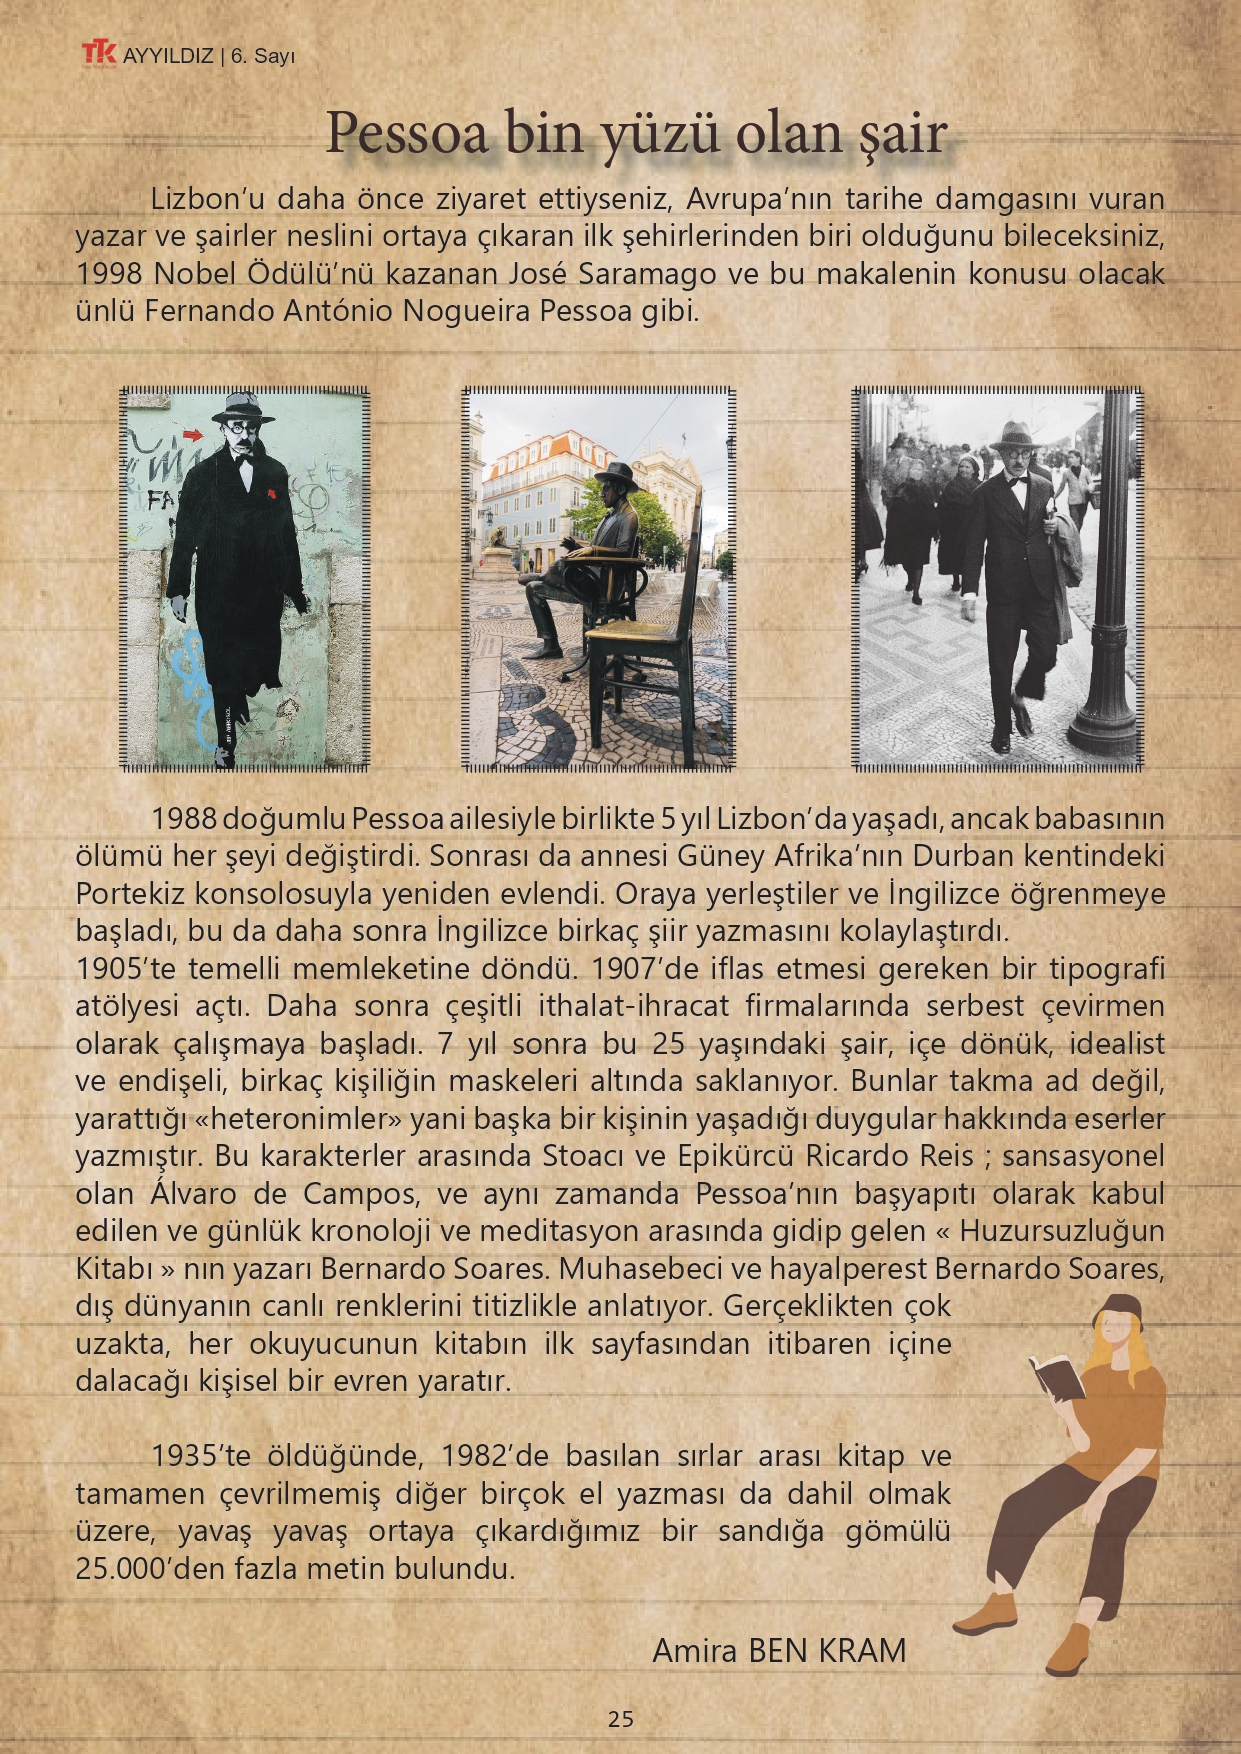 TTK AYYILDIZ | 6. Sayı
Pessoa bin yüzü olan şair
Lizbon’u daha önce ziyaret ettiyseniz, Avrupa’nın tarihe damgasını vuran
yazar ve şairler neslini ortaya çıkaran ilk şehirlerinden biri olduğunu bileceksiniz,
1998 Nobel Ödülü’nü kazanan José Saramago ve bu makalenin konusu olacak
ünlü Fernando António Nogueira Pessoa gibi.
FA
1988 doğumlu Pessoa ailesiyle birlikte 5 yıl Lizbon’da yaşadı, ancak babasının
ölümü her şeyi değiştirdi. Sonrası da annesi Güney Afrika’nın Durban kentindeki
Portekiz konsolosuyla yeniden evlendi. Oraya yerleştiler ve İngilizce öğrenmeye
başladı, bu da daha sonra İngilizce birkaç şiir yazmasını kolaylaştırdı.
1905’te temelli memleketine döndü. 1907’de iflas etmesi gereken bir tipografi
atölyesi açtı. Daha sonra çeşitli ithalat-ihracat firmalarında serbest çevirmen
olarak çalışmaya başladı. 7 yıl sonra bu 25 yaşındaki şair, içe dönük, idealist
ve endişeli, birkaç kişiliğin maskeleri altında saklanıyor. Bunlar takma ad değil,
yarattığı «heteronimler» yani başka bir kişinin yaşadığı duygular hakkında eserler
yazmıştır. Bu karakterler arasında Stoacı ve Epikürcü Ricardo Reis ; sansasyonel
olan Álvaro de Campos, ve aynı zamanda Pessoa’nın başyapıtı olarak kabul
edilen ve günlük kronoloji ve meditasyon arasında gidip gelen « Huzursuzluğun
Kitabı » nın yazarı Bernardo Soares. Muhasebeci ve hayalperest Bernardo Soares,
dış dünyanın canlı renklerini titizlikle anlatıyor. Gerçeklikten çok
uzakta, her okuyucunun kitabın ilk sayfasından itibaren içine
dalacağı kişisel bir evren yaratır.
1935’te öldüğünde, 1982’de basılan sırlar arası kitap ve
tamamen çevrilmemiş diğer birçok el yazması da dahil olmak
üzere, yavaş yavaş ortaya çıkardığımız bir sandığa gömülü
25.000’den fazla metin bulundu.
Amira BEN KRAM
25